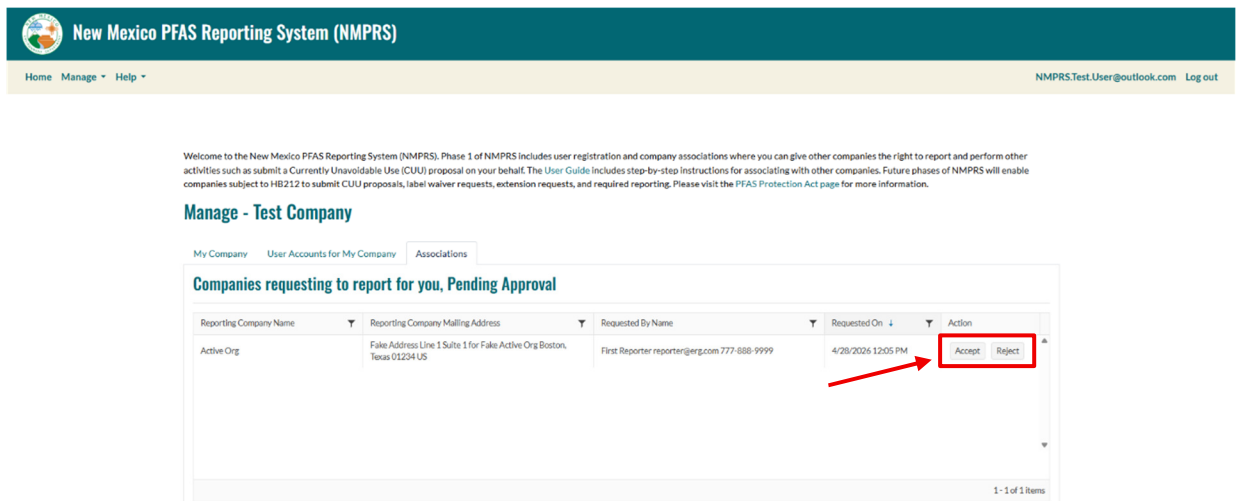 New Mexico PFAS Reporting System (NMPRS)
Home Manage Help NMPRS.Test.User@outlook.com Log out
Welcome to the New Mexico PFAS Reporting System (NMPRS). Phase 1 of NMPRS includes user registration and company associations where you can give other companies the right to report and perform other
activities such as submit a Currently Unavoidable Use (CUU) proposal on your behalf. The User Guide includes step-by-step instructions for associating with other companies. Future phases of NMPRS will enable
companies subject to HB212 to submit CUU proposals, label waiver requests, extension requests, and required reporting. Please visit the PFAS Protection Act page for more information.
Manage - Test Company
My Company User Accounts for My Company Associations
Companies requesting to report for you, Pending Approval
Reporting Company Name Reporting Company Mailing Address Requested By Name Requested On ↓ Action
Active Org Fake Address Line 1 Suite 1 for Fake Active Org Boston, First Reporter reporter@erg.com 777-888-9999 4/28/2026 12:05 PM Accept Reject
Texas 01234 US
1 - 1 of 1 items